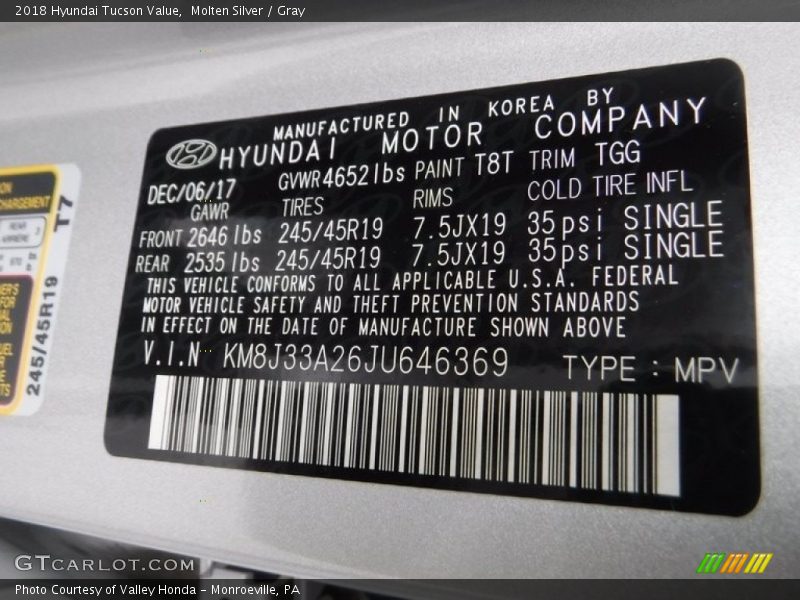 2018 Hyundai Tucson Value, Molten Silver / Gray
MANUFACTURED IN KOREA BY
HYUNDAI MOTOR COMPANY
DEC/06/17 GVWR 4652lbs PAINT T8T TRIM TGG
GAWR TIRES RIMS COLD TIRE INFL
FRONT 2646 lbs 245/45R19 7.5JX19 35psi SINGLE
REAR 2535 lbs 245/45R19 7.5JX19 35psi SINGLE
THIS VEHICLE CONFORMS TO ALL APPLICABLE U.S.A. FEDERAL
MOTOR VEHICLE SAFETY AND THEFT PREVENTION STANDARDS
IN EFFECT ON THE DATE OF MANUFACTURE SHOWN ABOVE
V.I.N KM8J33A26JU646369 TYPE : MPV
T7
245/45R19
GTCARLOT.COM
Photo Courtesy of Valley Honda – Monroeville, PA